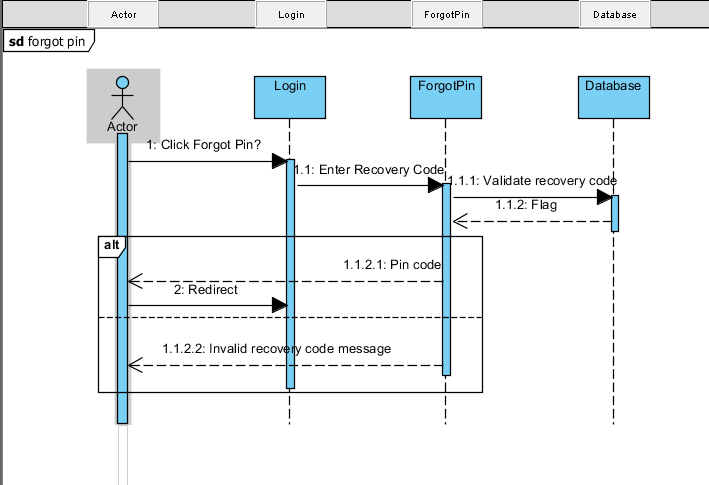 Actor
Login
ForgotPin
Database
sd forgot pin
Login
ForgotPin
Database
Actor
1: Click Forgot Pin?
1.1: Enter Recovery Code
1.1.1: Validate recovery code
1.1.2: Flag
alt
1.1.2.1: Pin code
2: Redirect
1.1.2.2: Invalid recovery code message